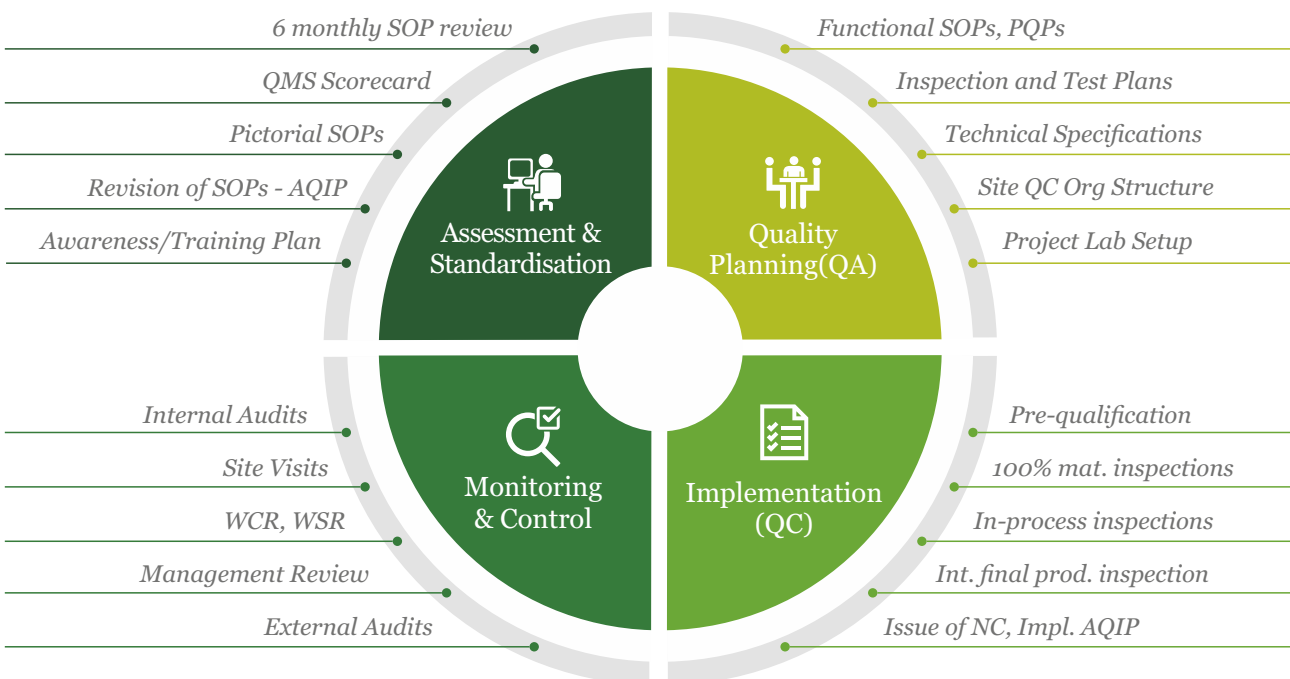 6 monthly SOP review
QMS Scorecard
Pictorial SOPs
Revision of SOPs - AQIP
Awareness/Training Plan
Assessment &
Standardisation
Functional SOPs, PQPs
Inspection and Test Plans
Technical Specifications
Site QC Org Structure
Project Lab Setup
Quality
Planning(QA)
Internal Audits
Site Visits
WCR, WSR
Management Review
External Audits
Monitoring
& Control
Pre-qualification
100% mat. inspections
In-process inspections
Int. final prod. inspection
Issue of NC, Impl. AQIP
Implementation
(QC)